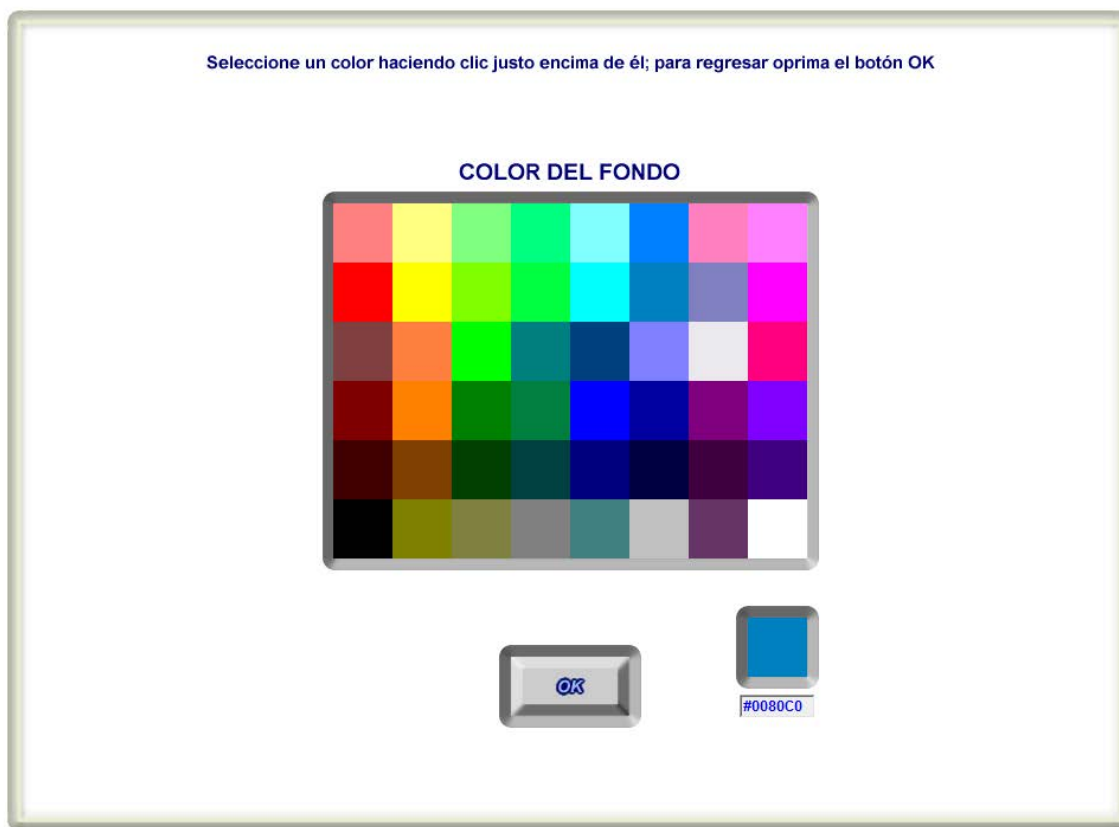 Seleccione un color haciendo clic justo encima de él; para regresar oprima el botón OK
COLOR DEL FONDO
OK
#0080C0